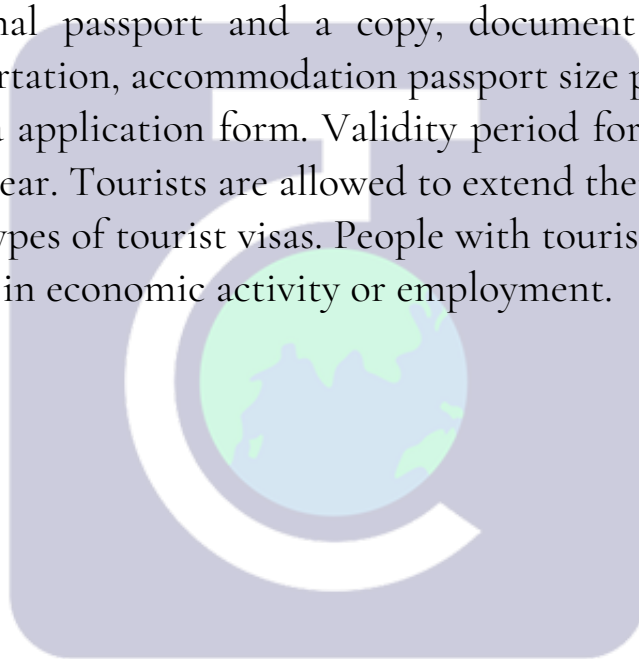 nal passport and a copy, document
rtation, accommodation passport size p
application form. Validity period for
ear. Tourists are allowed to extend the
ypes of tourist visas. People with touris
in economic activity or employment.